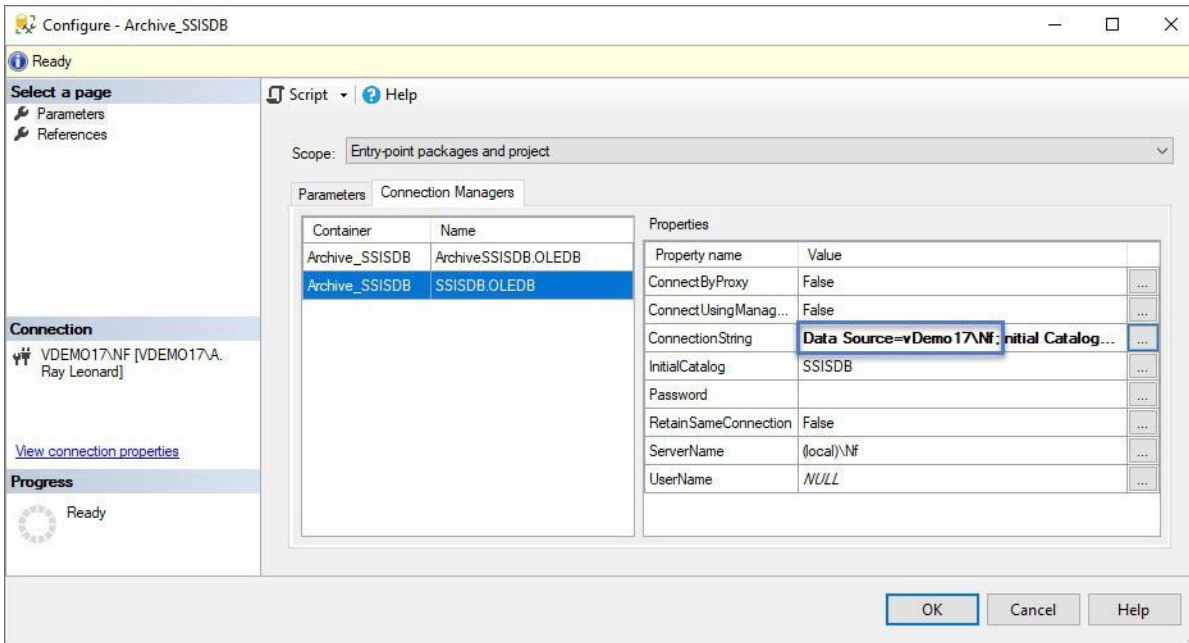 Configure - Archive_SSISDB
Ready
Select a page
Parameters
References
Connection
VDEMO17\NF [VDEMO17\A.
Ray Leonard]
View connection properties
Progress
Ready
Script
Help
Scope: Entry-point packages and project
Parameters Connection Managers
Container Name
Archive_SSISDB ArchiveSSISDB.OLEDB
Archive_SSISDB SSISDB.OLEDB
Properties
Property name Value
ConnectByProxy False ...
ConnectUsingManag... False ...
ConnectionString Data Source=vDemo17\Nf;Initial Catalog... ...
InitialCatalog SSISDB ...
Password ...
RetainSameConnection False ...
ServerName (local)\Nf ...
UserName NULL ...
OK Cancel Help